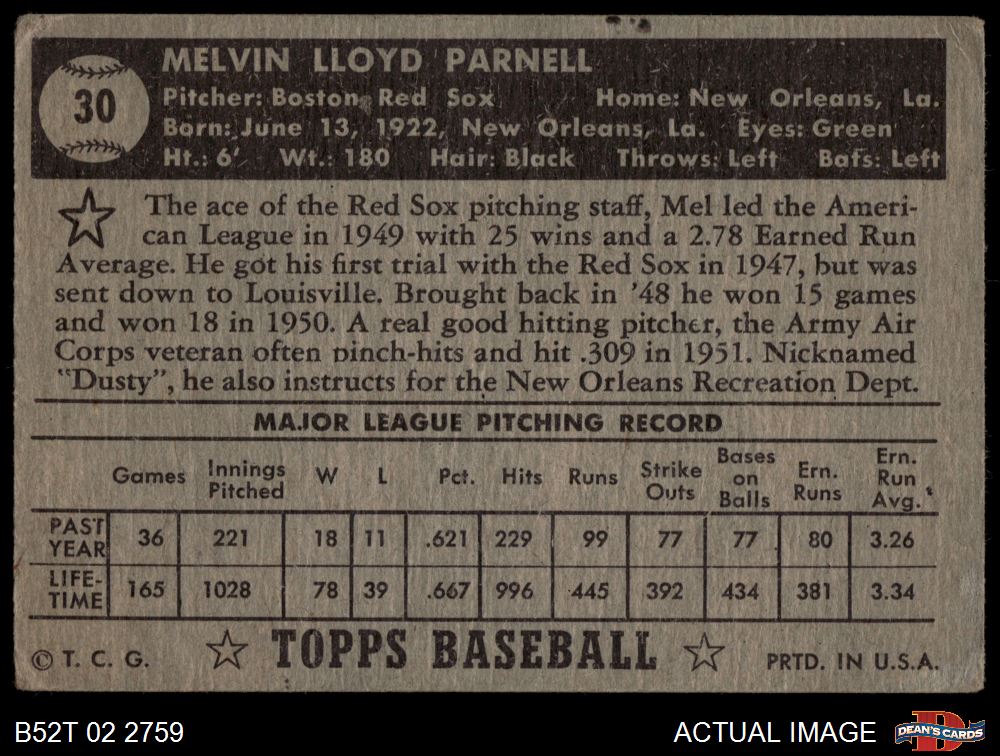 30
MELVIN LLOYD PARNELL
Pitcher: Boston Red Sox Home: New Orleans, La.
Born: June 13, 1922, New Orleans, La. Eyes: Green
Ht.: 6' Wt.: 180 Hair: Black Throws: Left Bats: Left
The ace of the Red Sox pitching staff, Mel led the Ameri-
can League in 1949 with 25 wins and a 2.78 Earned Run
Average. He got his first trial with the Red Sox in 1947, but was
sent down to Louisville. Brought back in '48 he won 15 games
and won 18 in 1950. A real good hitting pitcher, the Army Air
Corps veteran often pinch-hits and hit .309 in 1951. Nicknamed
"Dusty", he also instructs for the New Orleans Recreation Dept.
MAJOR LEAGUE PITCHING RECORD
Games Innings Pitched W L Pct. Hits Runs Strike Outs Bases on Balls Ern. Runs Ern. Run Avg.
PAST YEAR 36 221 18 11 .621 229 99 77 77 80 3.26
LIFE-TIME 165 1028 78 39 .667 996 445 392 434 381 3.34
© T. C. G. TOPPS BASEBALL PRTD. IN U.S.A.
B52T 02 2759 ACTUAL IMAGE DEAN'S CARDS